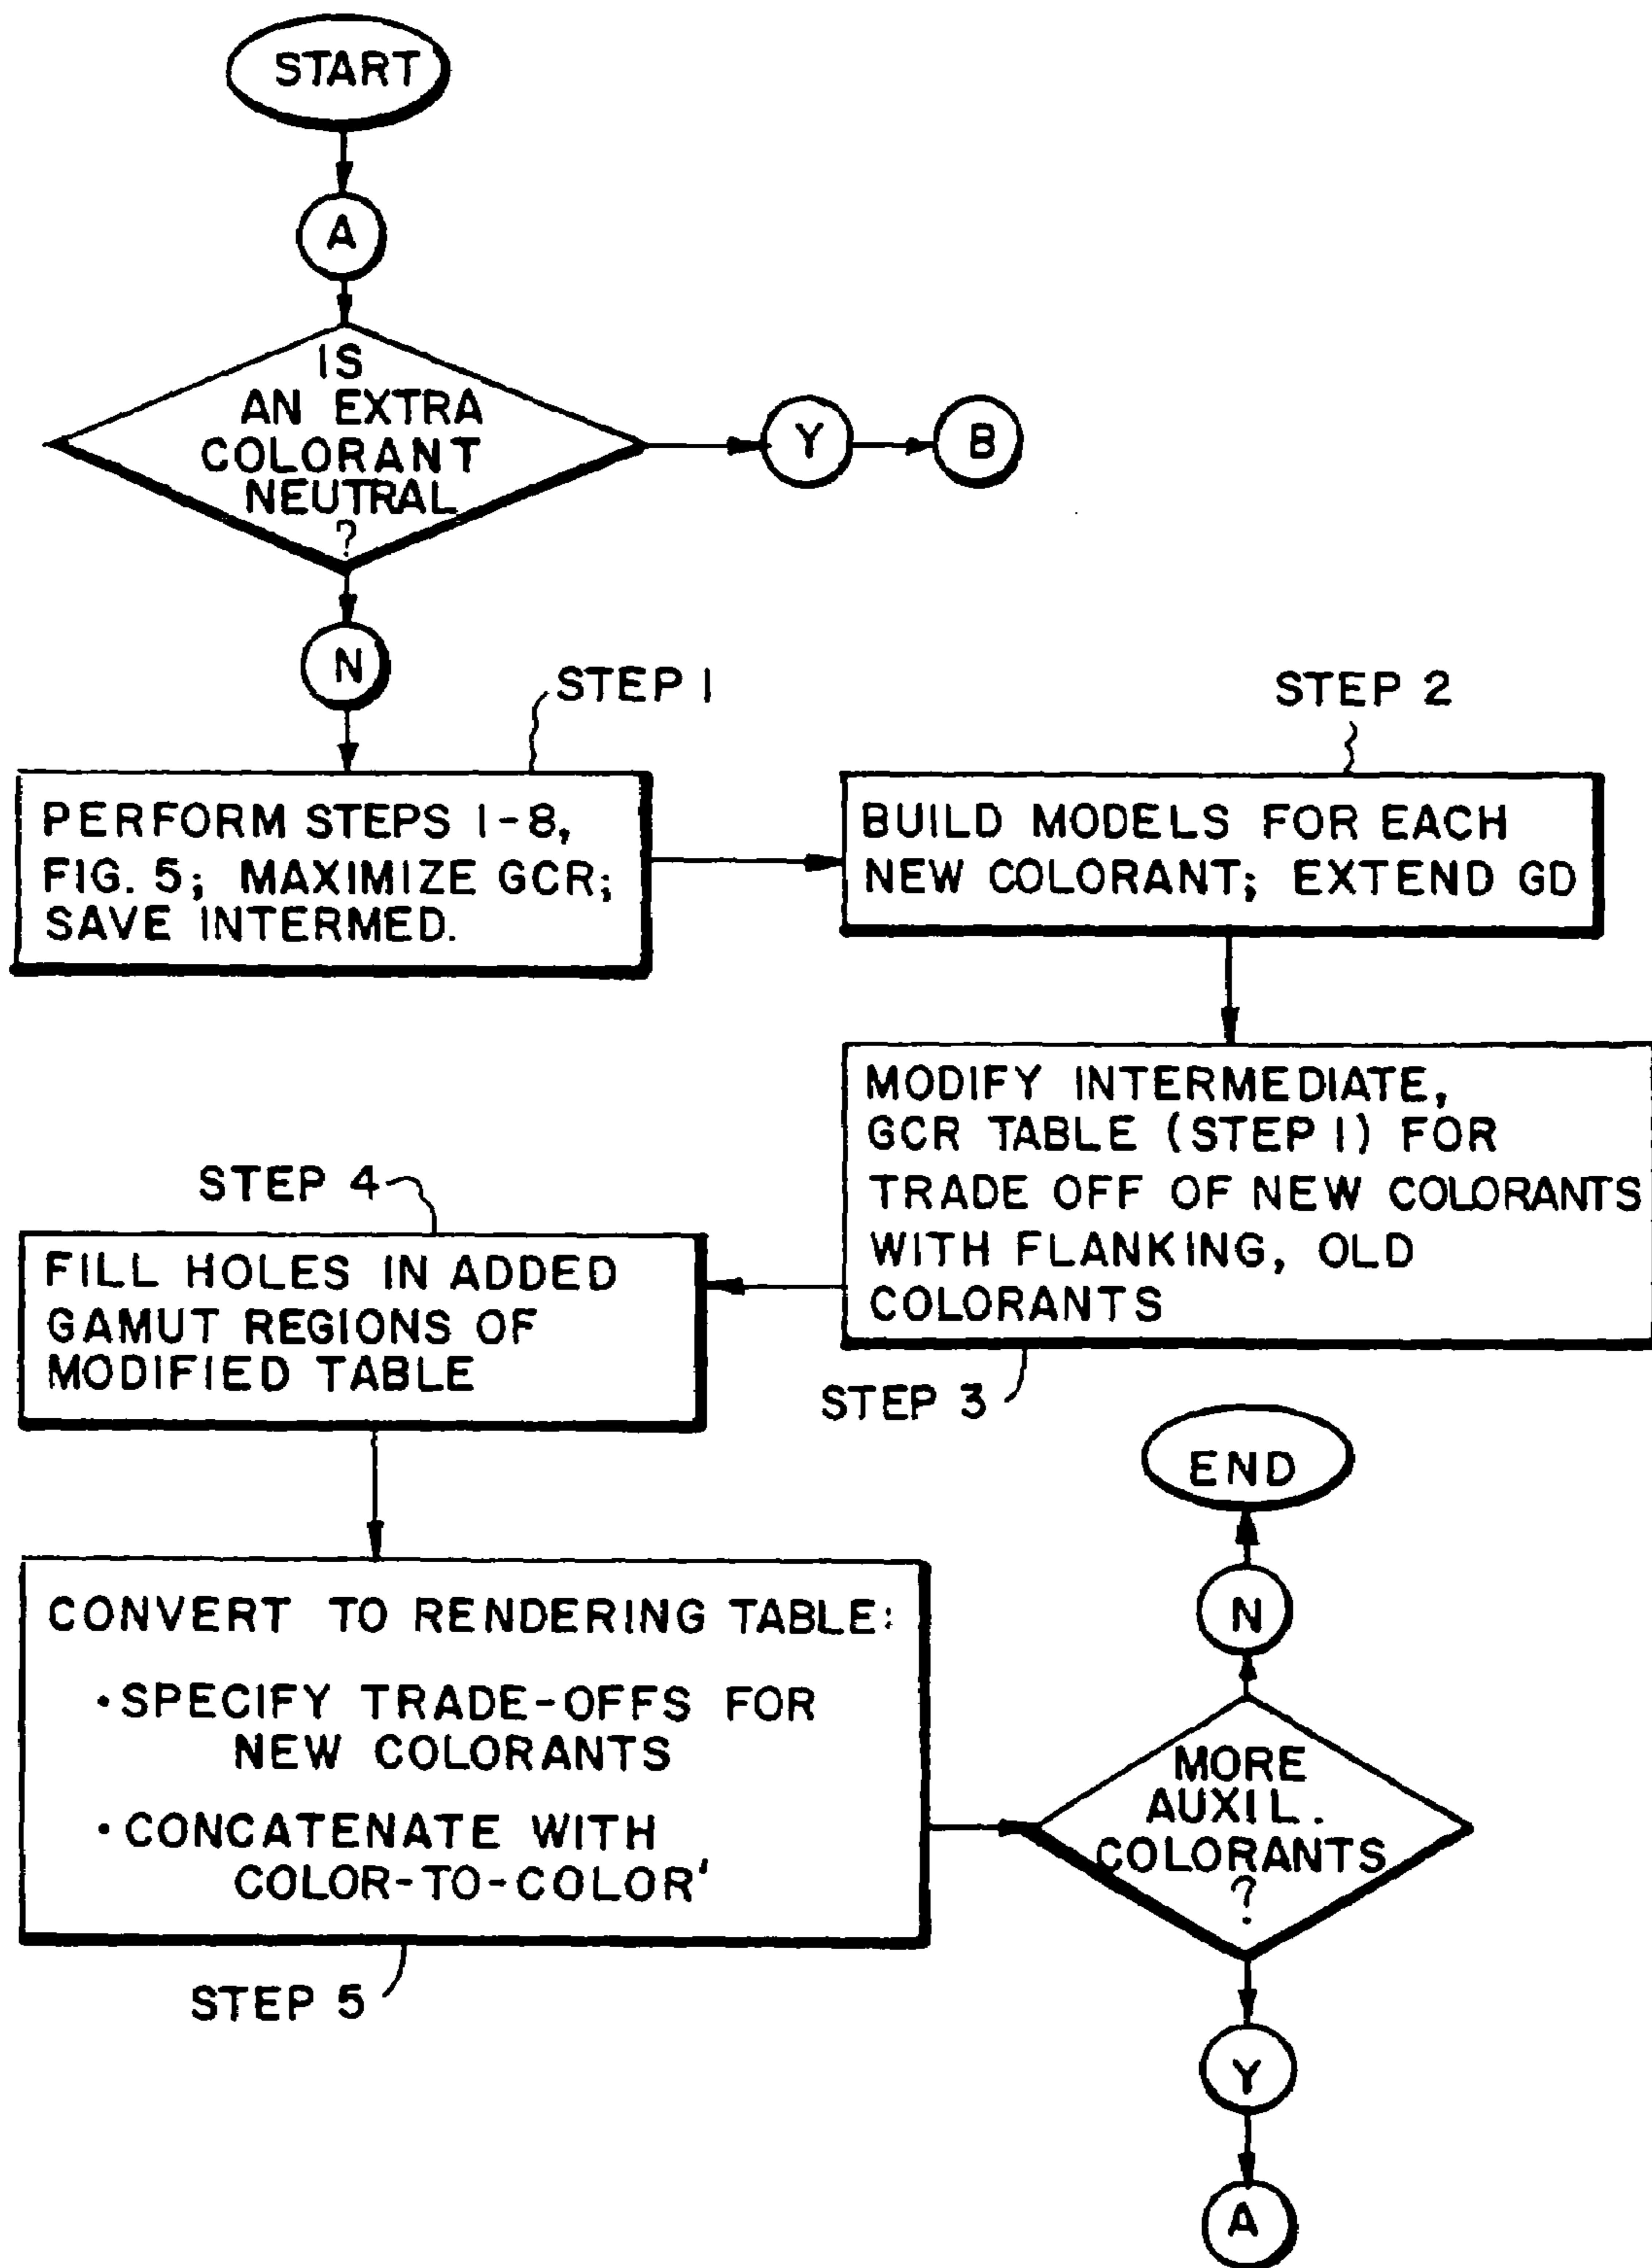 START
A
IS
AN EXTRA
COLORANT
NEUTRAL
?
Y
B
N
STEP 1
PERFORM STEPS 1-8,
FIG. 5; MAXIMIZE GCR;
SAVE INTERMED.
STEP 2
BUILD MODELS FOR EACH
NEW COLORANT; EXTEND GD
MODIFY INTERMEDIATE,
GCR TABLE (STEP 1) FOR
TRADE OFF OF NEW COLORANTS
WITH FLANKING, OLD
COLORANTS
STEP 3
STEP 4
FILL HOLES IN ADDED
GAMUT REGIONS OF
MODIFIED TABLE
CONVERT TO RENDERING TABLE:
• SPECIFY TRADE-OFFS FOR
NEW COLORANTS
• CONCATENATE WITH
COLOR-TO-COLOR'
STEP 5
END
N
MORE
AUXIL.
COLORANTS
?
Y
A